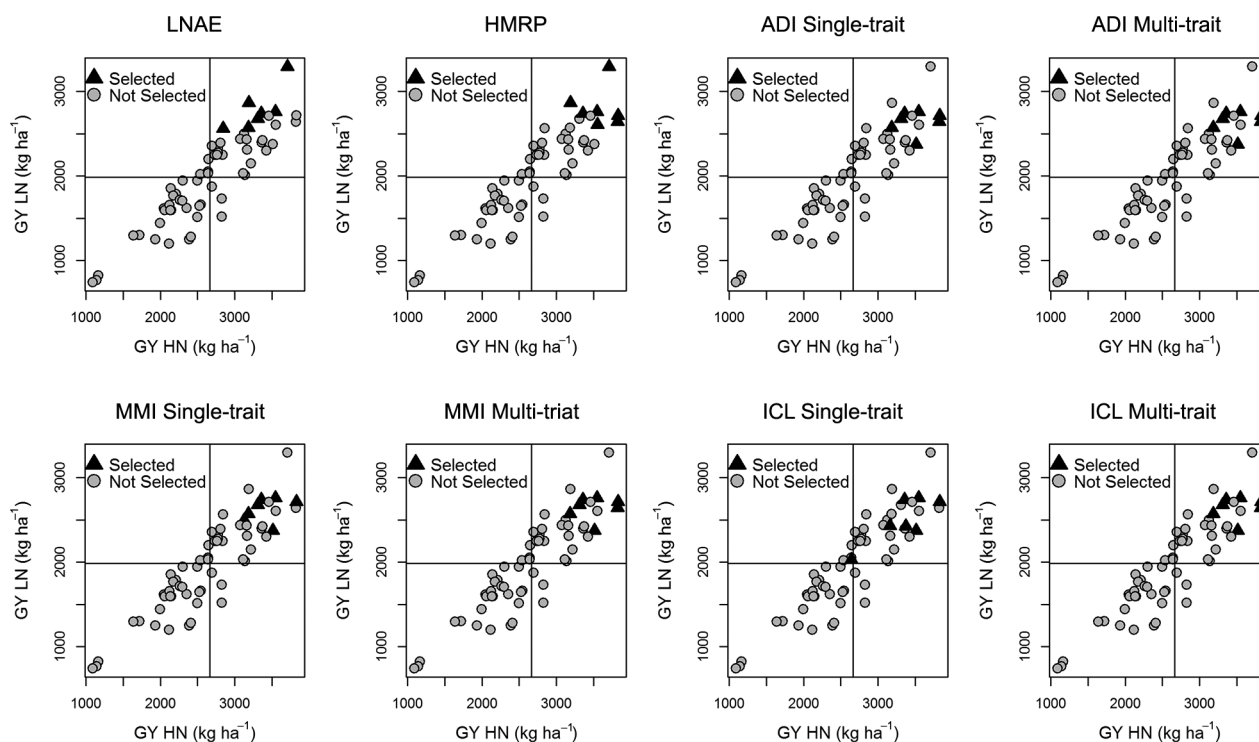 LNAE
HMRP
ADI Single-trait
ADI Multi-trait
GY LN (kg ha⁻¹)
1000
2000
3000
Selected
Not Selected
1000
2000
3000
GY HN (kg ha⁻¹)
GY LN (kg ha⁻¹)
1000
2000
3000
Selected
Not Selected
1000
2000
3000
GY HN (kg ha⁻¹)
GY LN (kg ha⁻¹)
1000
2000
3000
Selected
Not Selected
1000
2000
3000
GY HN (kg ha⁻¹)
GY LN (kg ha⁻¹)
1000
2000
3000
Selected
Not Selected
1000
2000
3000
GY HN (kg ha⁻¹)
MMI Single-trait
MMI Multi-triat
ICL Single-trait
ICL Multi-trait
GY LN (kg ha⁻¹)
1000
2000
3000
Selected
Not Selected
1000
2000
3000
GY HN (kg ha⁻¹)
GY LN (kg ha⁻¹)
1000
2000
3000
Selected
Not Selected
1000
2000
3000
GY HN (kg ha⁻¹)
GY LN (kg ha⁻¹)
1000
2000
3000
Selected
Not Selected
1000
2000
3000
GY HN (kg ha⁻¹)
GY LN (kg ha⁻¹)
1000
2000
3000
Selected
Not Selected
1000
2000
3000
GY HN (kg ha⁻¹)